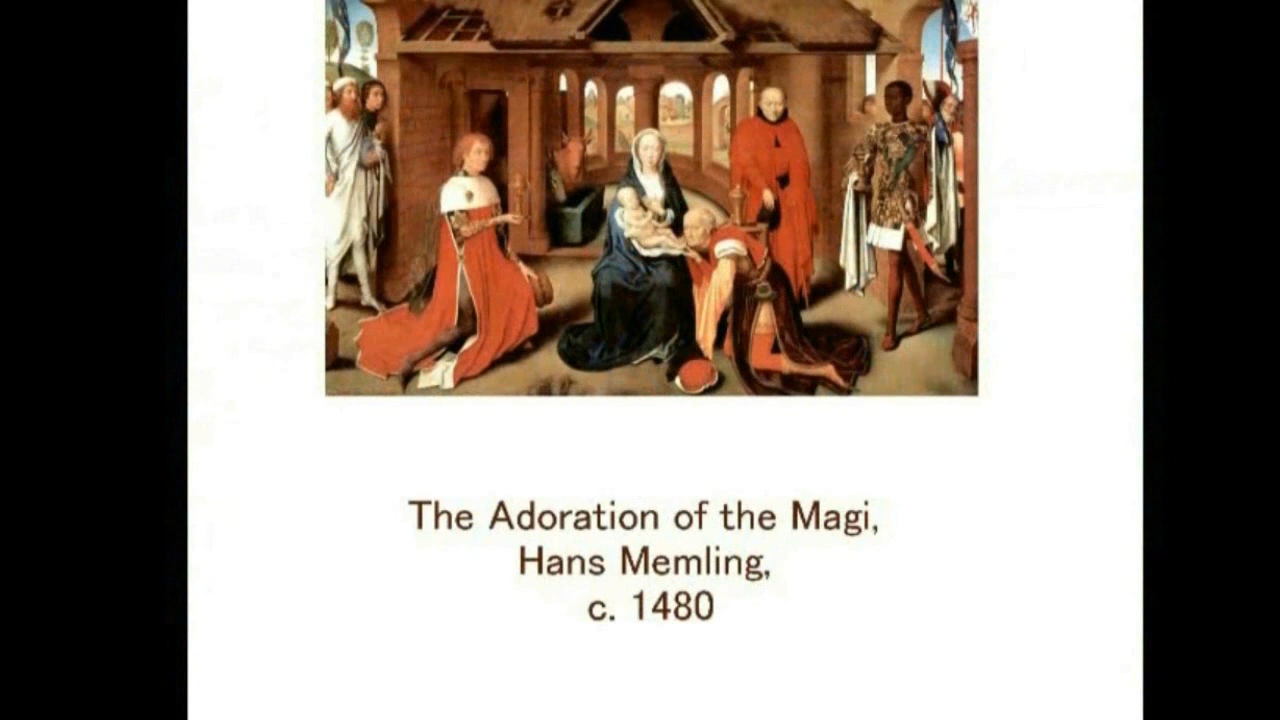 The Adoration of the Magi,
Hans Memling,
c. 1480